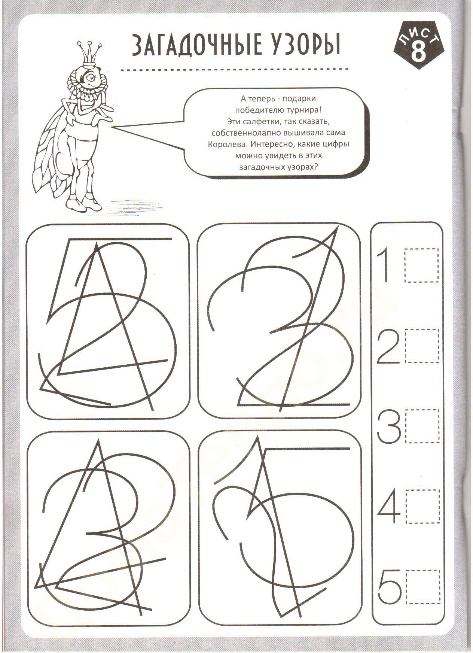 ЗАГАДОЧНЫЕ УЗОРЫ
ЛИСТ
8
А теперь - подарки
победителю турнира!
Эти салфетки, так сказать,
собственнолапно вышивала сама
Королева. Интересно, какие цифры
можно увидеть в этих
загадочных узорах?
1
2
3
4
5